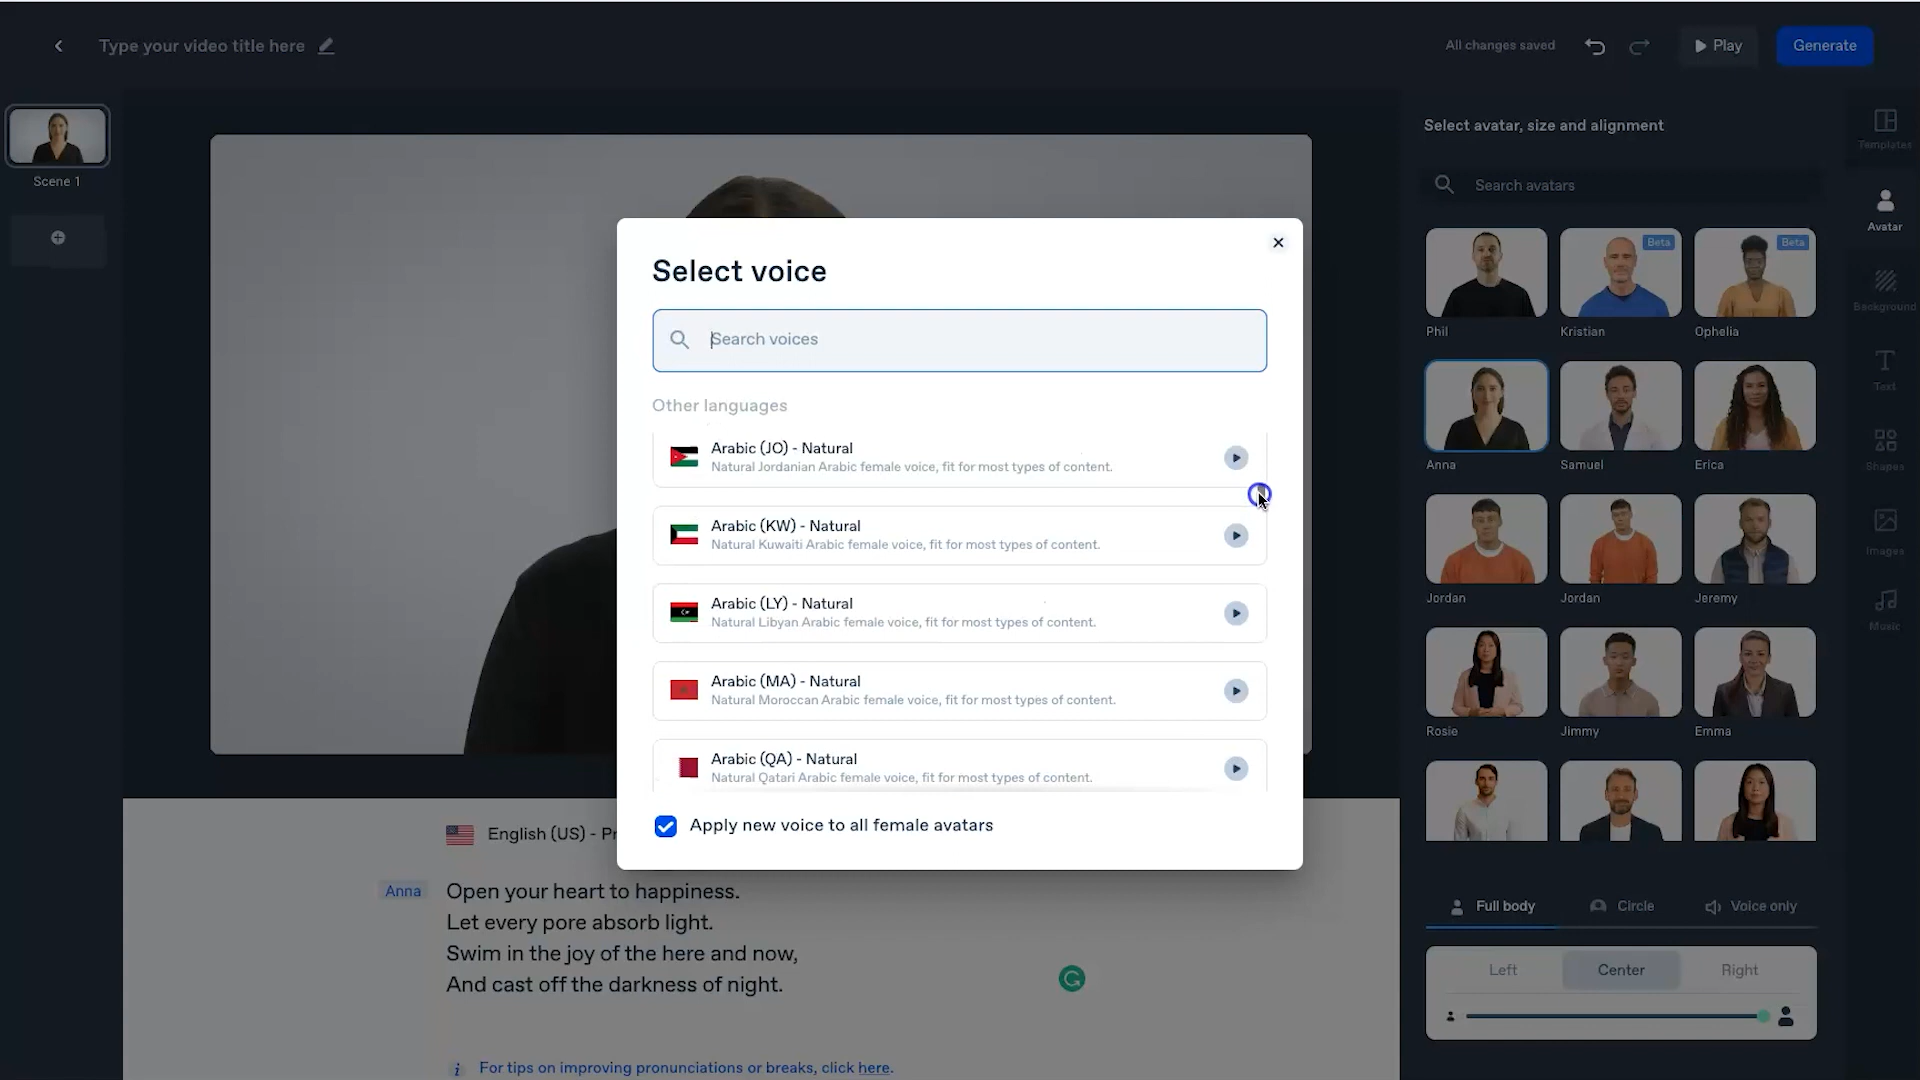 Type your video title here
All changes saved
Play
Generate
Scene 1
Select avatar, size and alignment
Search avatars
Templates
Avatar
Background
Text
Shapes
Images
Music
Beta
Beta
Phil
Kristian
Ophelia
Anna
Samuel
Erica
Jordan
Jordan
Jeremy
Rosie
Jimmy
Emma
Full body
Circle
Voice only
Left
Center
Right
Select voice
Search voices
Other languages
Arabic (JO) - Natural
Natural Jordanian Arabic female voice, fit for most types of content.
Arabic (KW) - Natural
Natural Kuwaiti Arabic female voice, fit for most types of content.
Arabic (LY) - Natural
Natural Libyan Arabic female voice, fit for most types of content.
Arabic (MA) - Natural
Natural Moroccan Arabic female voice, fit for most types of content.
Arabic (QA) - Natural
Natural Qatari Arabic female voice, fit for most types of content.
Apply new voice to all female avatars
English (US) - Pr
Anna
Open your heart to happiness.
Let every pore absorb light.
Swim in the joy of the here and now,
And cast off the darkness of night.
For tips on improving pronunciations or breaks, click here.